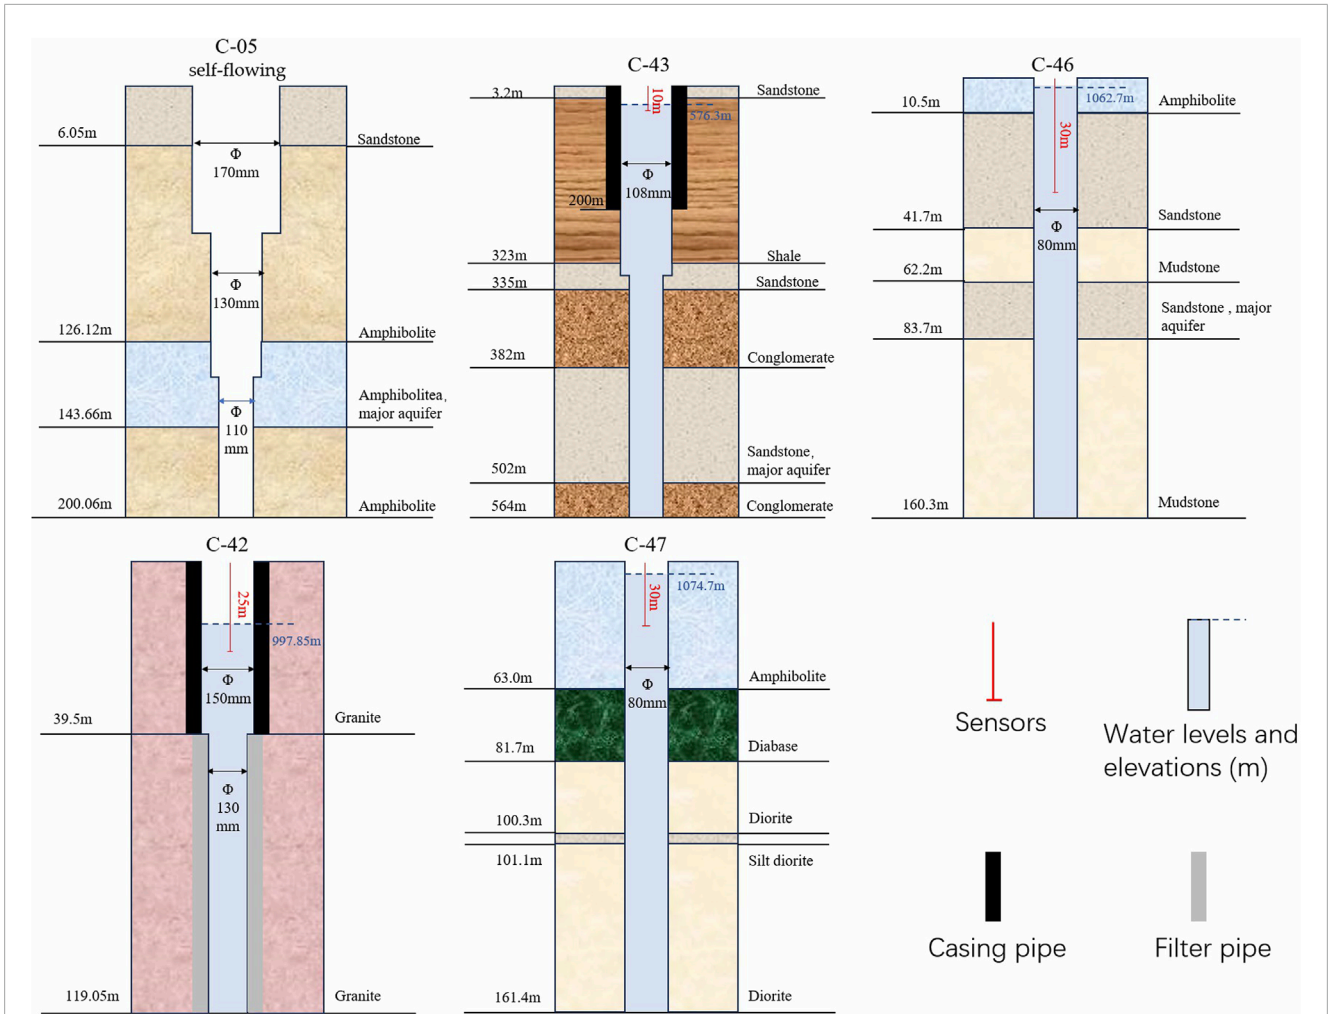 C-05
self-flowing
6.05m
Sandstone
Φ
170mm
Φ
130mm
126.12m
Amphibolite
Amphibolitea,
major aquifer
143.66m
Φ
110
mm
200.06m
Amphibolite
C-43
3.2m
Sandstone
10m
576.3m
Φ
108mm
200m
323m
Shale
335m
Sandstone
382m
Conglomerate
Sandstone,
major aquifer
502m
564m
Conglomerate
C-46
1062.7m
10.5m
Amphibolite
30m
41.7m
Sandstone
Φ
80mm
62.2m
Mudstone
Sandstone , major
aquifer
83.7m
160.3m
Mudstone
C-42
25m
997.85m
Φ
150mm
39.5m
Granite
Φ
130
mm
119.05m
Granite
C-47
1074.7m
30m
63.0m
Amphibolite
Φ
80mm
81.7m
Diabase
100.3m
Diorite
101.1m
Silt diorite
161.4m
Diorite
Sensors
Water levels and
elevations (m)
Casing pipe
Filter pipe